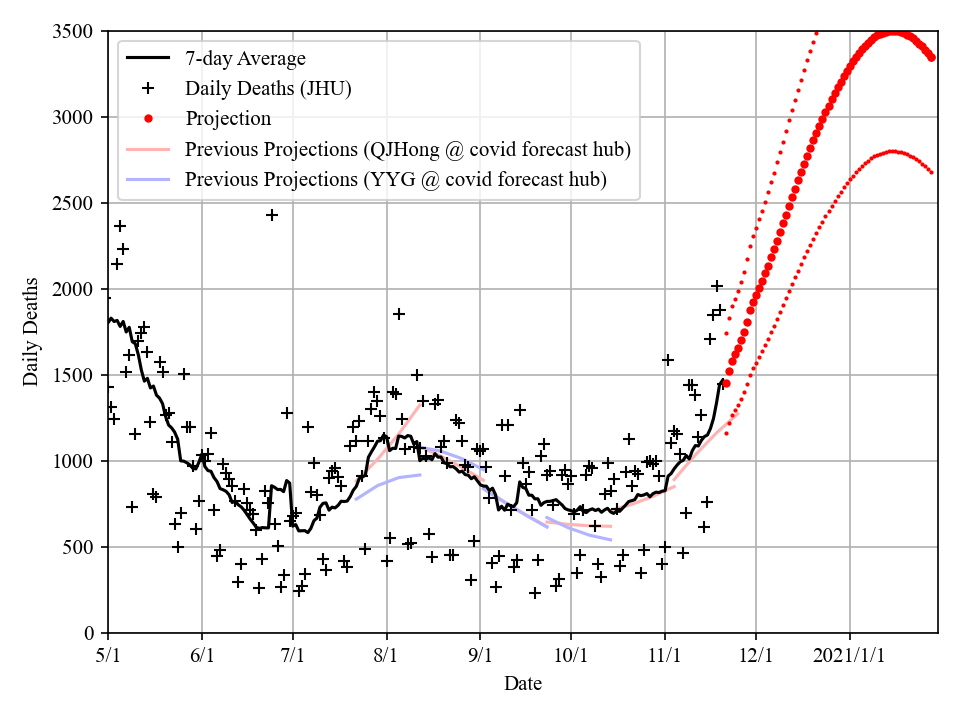 3500
3000
2500
2000
1500
1000
500
0
Daily Deaths
7-day Average
Daily Deaths (JHU)
Projection
Previous Projections (QJHong @ covid forecast hub)
Previous Projections (YYG @ covid forecast hub)
5/1 6/1 7/1 8/1 9/1 10/1 11/1 12/1 2021/1/1
Date